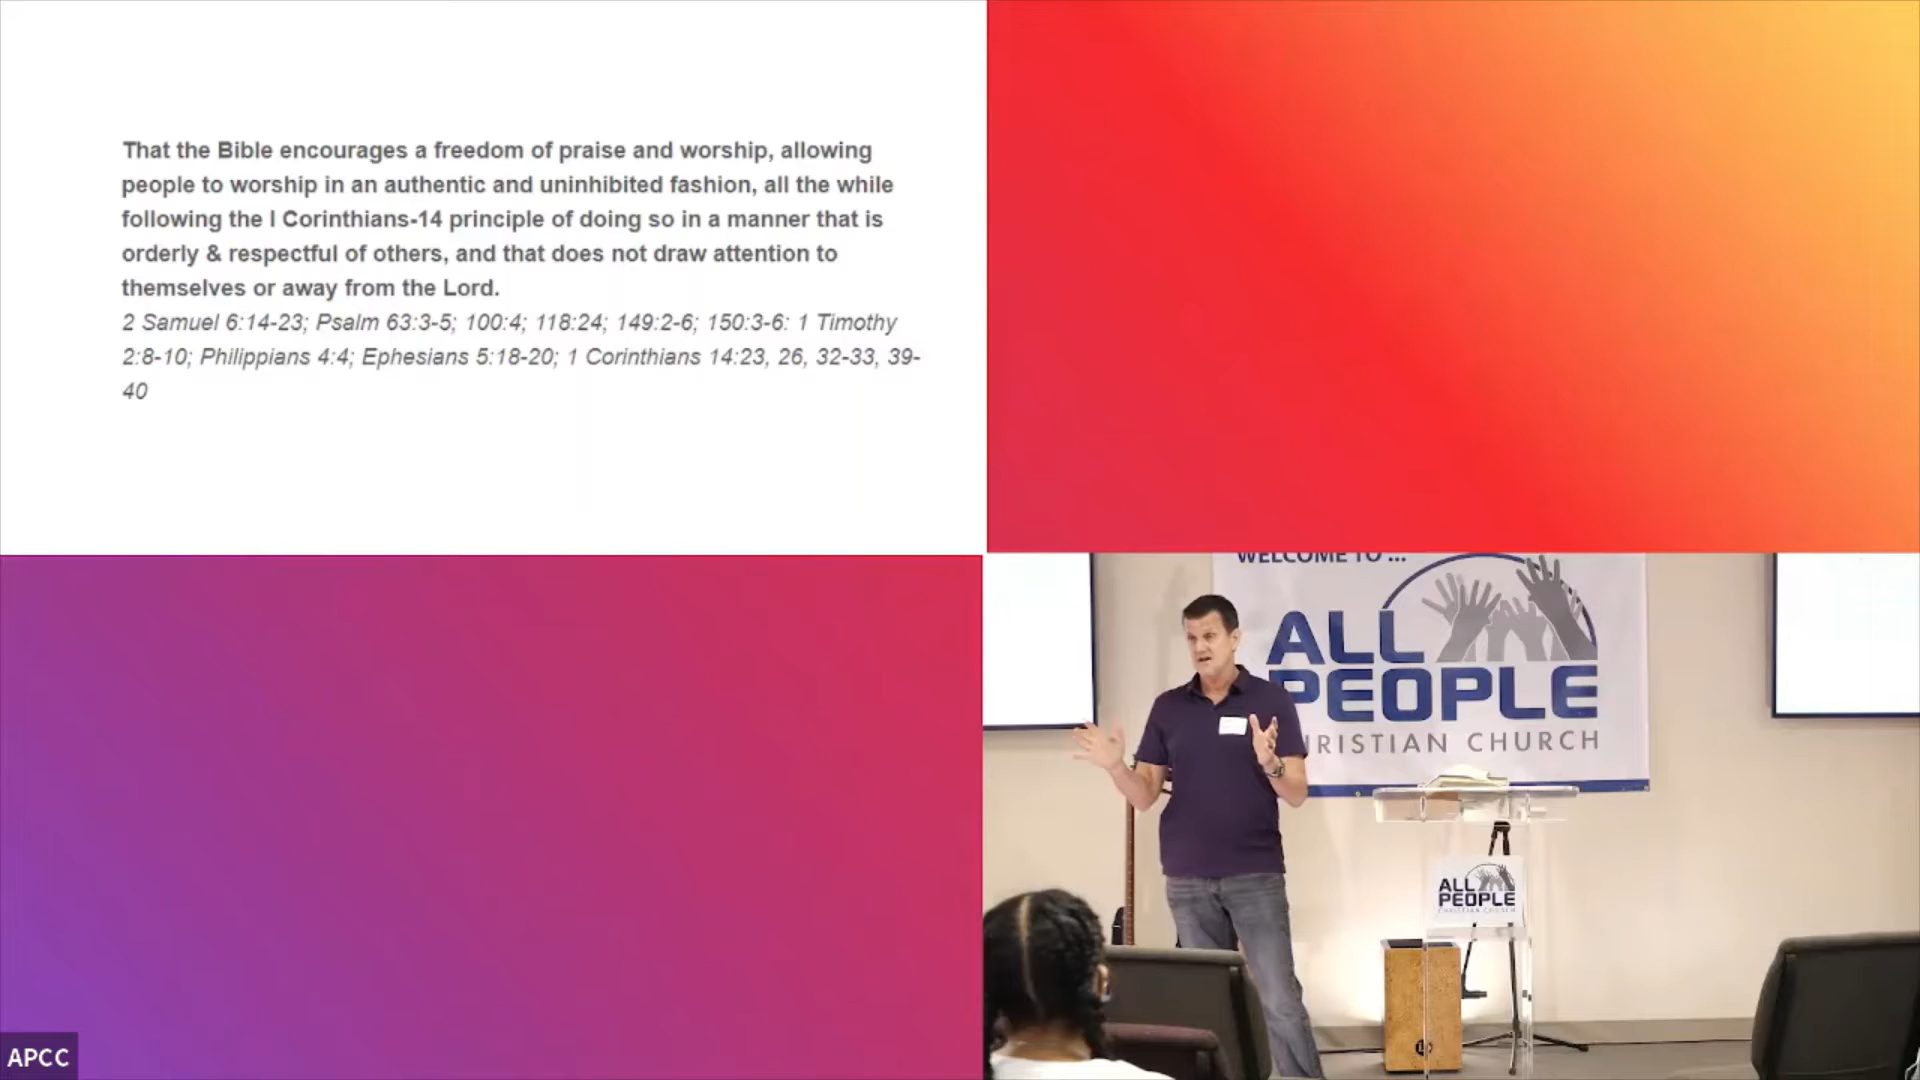 That the Bible encourages a freedom of praise and worship, allowing
people to worship in an authentic and uninhibited fashion, all the while
following the I Corinthians-14 principle of doing so in a manner that is
orderly & respectful of others, and that does not draw attention to
themselves or away from the Lord.
2 Samuel 6:14-23; Psalm 63:3-5; 100:4; 118:24; 149:2-6; 150:3-6: 1 Timothy
2:8-10; Philippians 4:4; Ephesians 5:18-20; 1 Corinthians 14:23, 26, 32-33, 39-
40
WELCOME TO ...
ALL
PEOPLE
RISTIAN CHURCH
ALL
PEOPLE
CHRISTIAN CHURCH
APCC